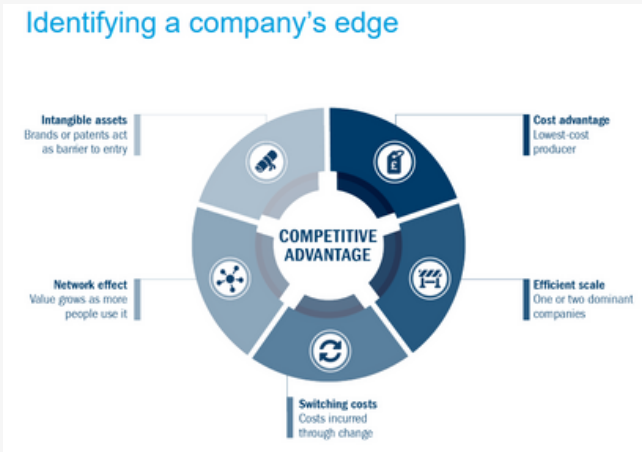 Identifying a company's edge
Intangible assets
Brands or patents act
as barrier to entry
Cost advantage
Lowest-cost
producer
£
COMPETITIVE
ADVANTAGE
Network effect
Value grows as more
people use it
Efficient scale
One or two dominant
companies
Switching costs
Costs incurred
through change